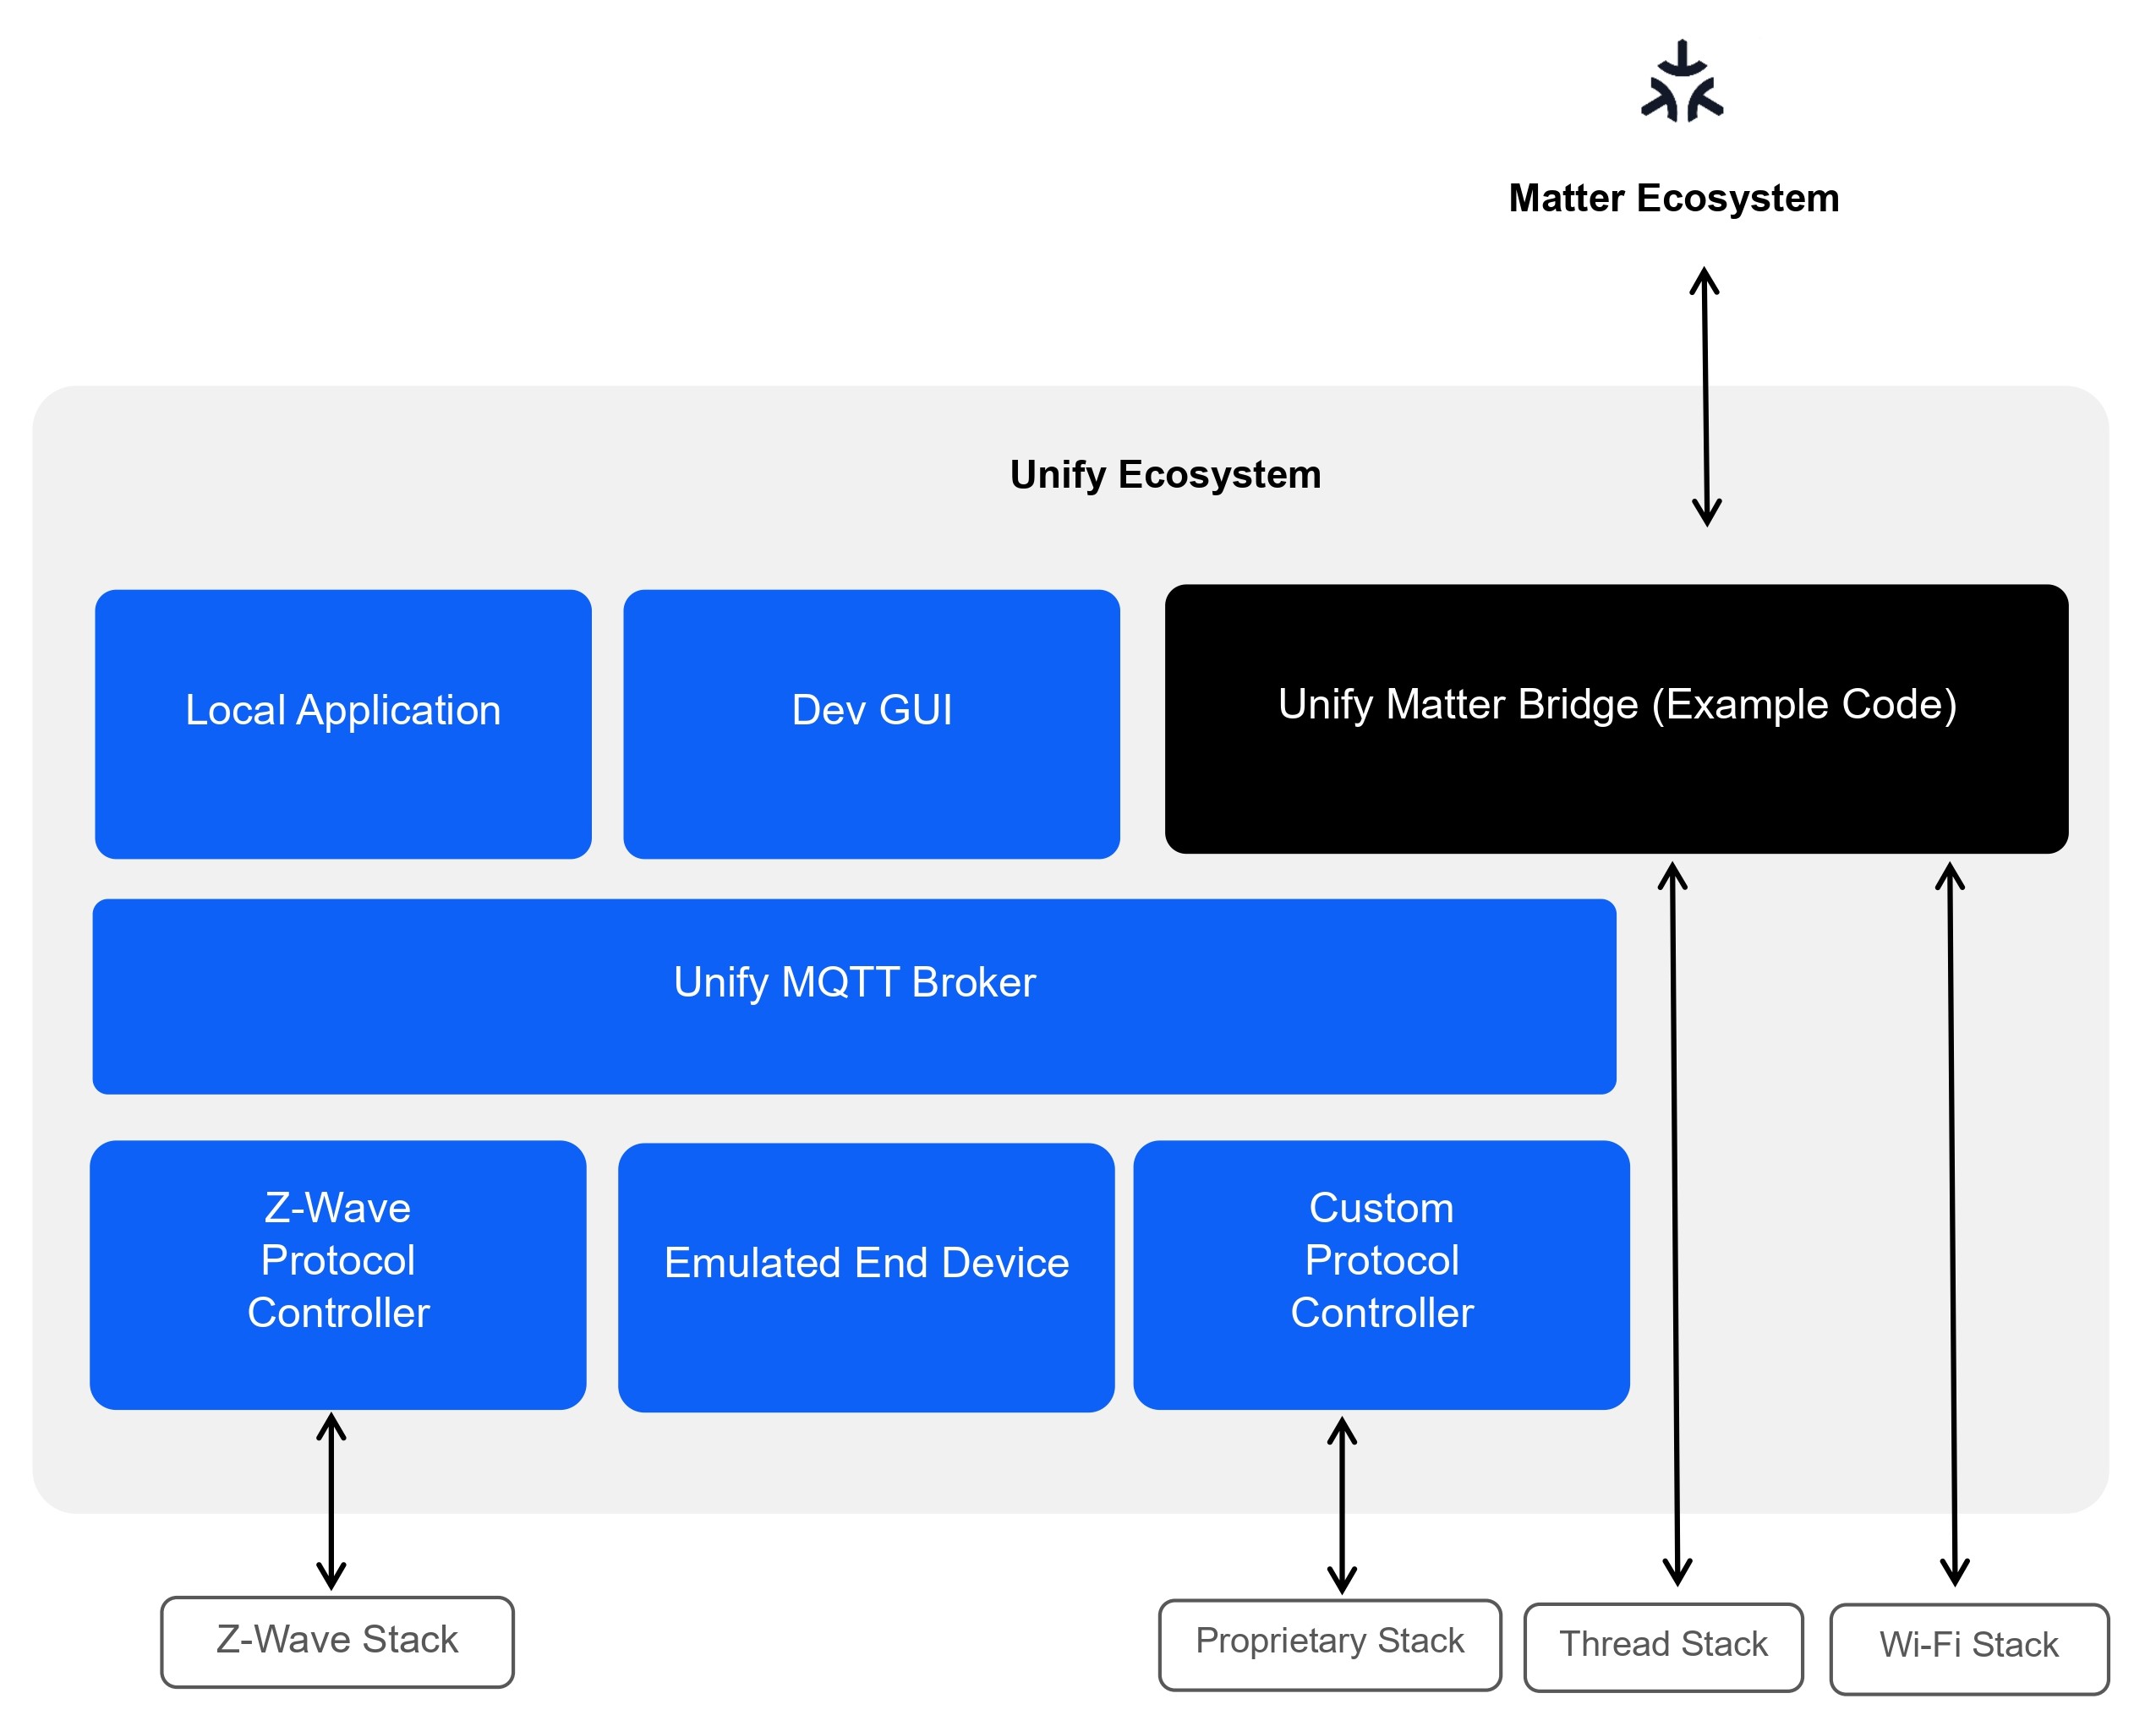 Matter Ecosystem
Unify Ecosystem
Local Application
Dev GUI
Unify Matter Bridge (Example Code)
Unify MQTT Broker
Z-Wave
Protocol
Controller
Emulated End Device
Custom
Protocol
Controller
Z-Wave Stack
Proprietary Stack
Thread Stack
Wi-Fi Stack